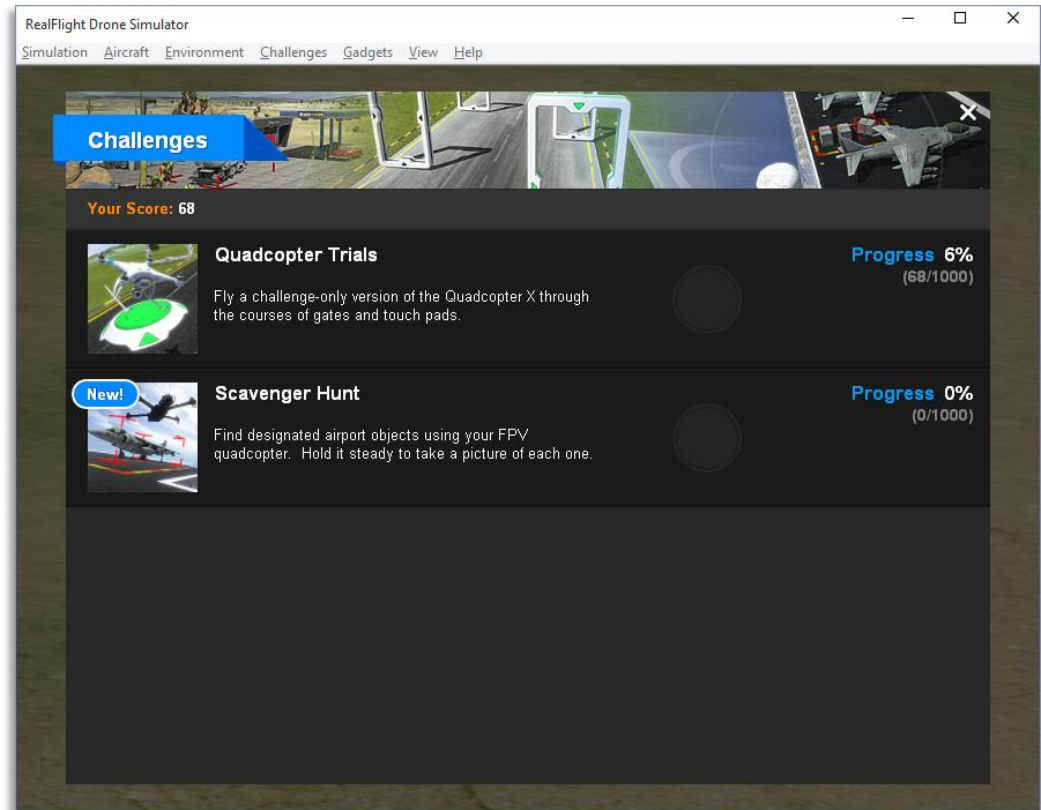 RealFlight Drone Simulator
Simulation Aircraft Environment Challenges Gadgets View Help
Challenges
Your Score: 68
Quadcopter Trials
Progress 6%
(68/1000)
Fly a challenge-only version of the Quadcopter X through
the courses of gates and touch pads.
New!
Scavenger Hunt
Progress 0%
(0/1000)
Find designated airport objects using your FPV
quadcopter. Hold it steady to take a picture of each one.